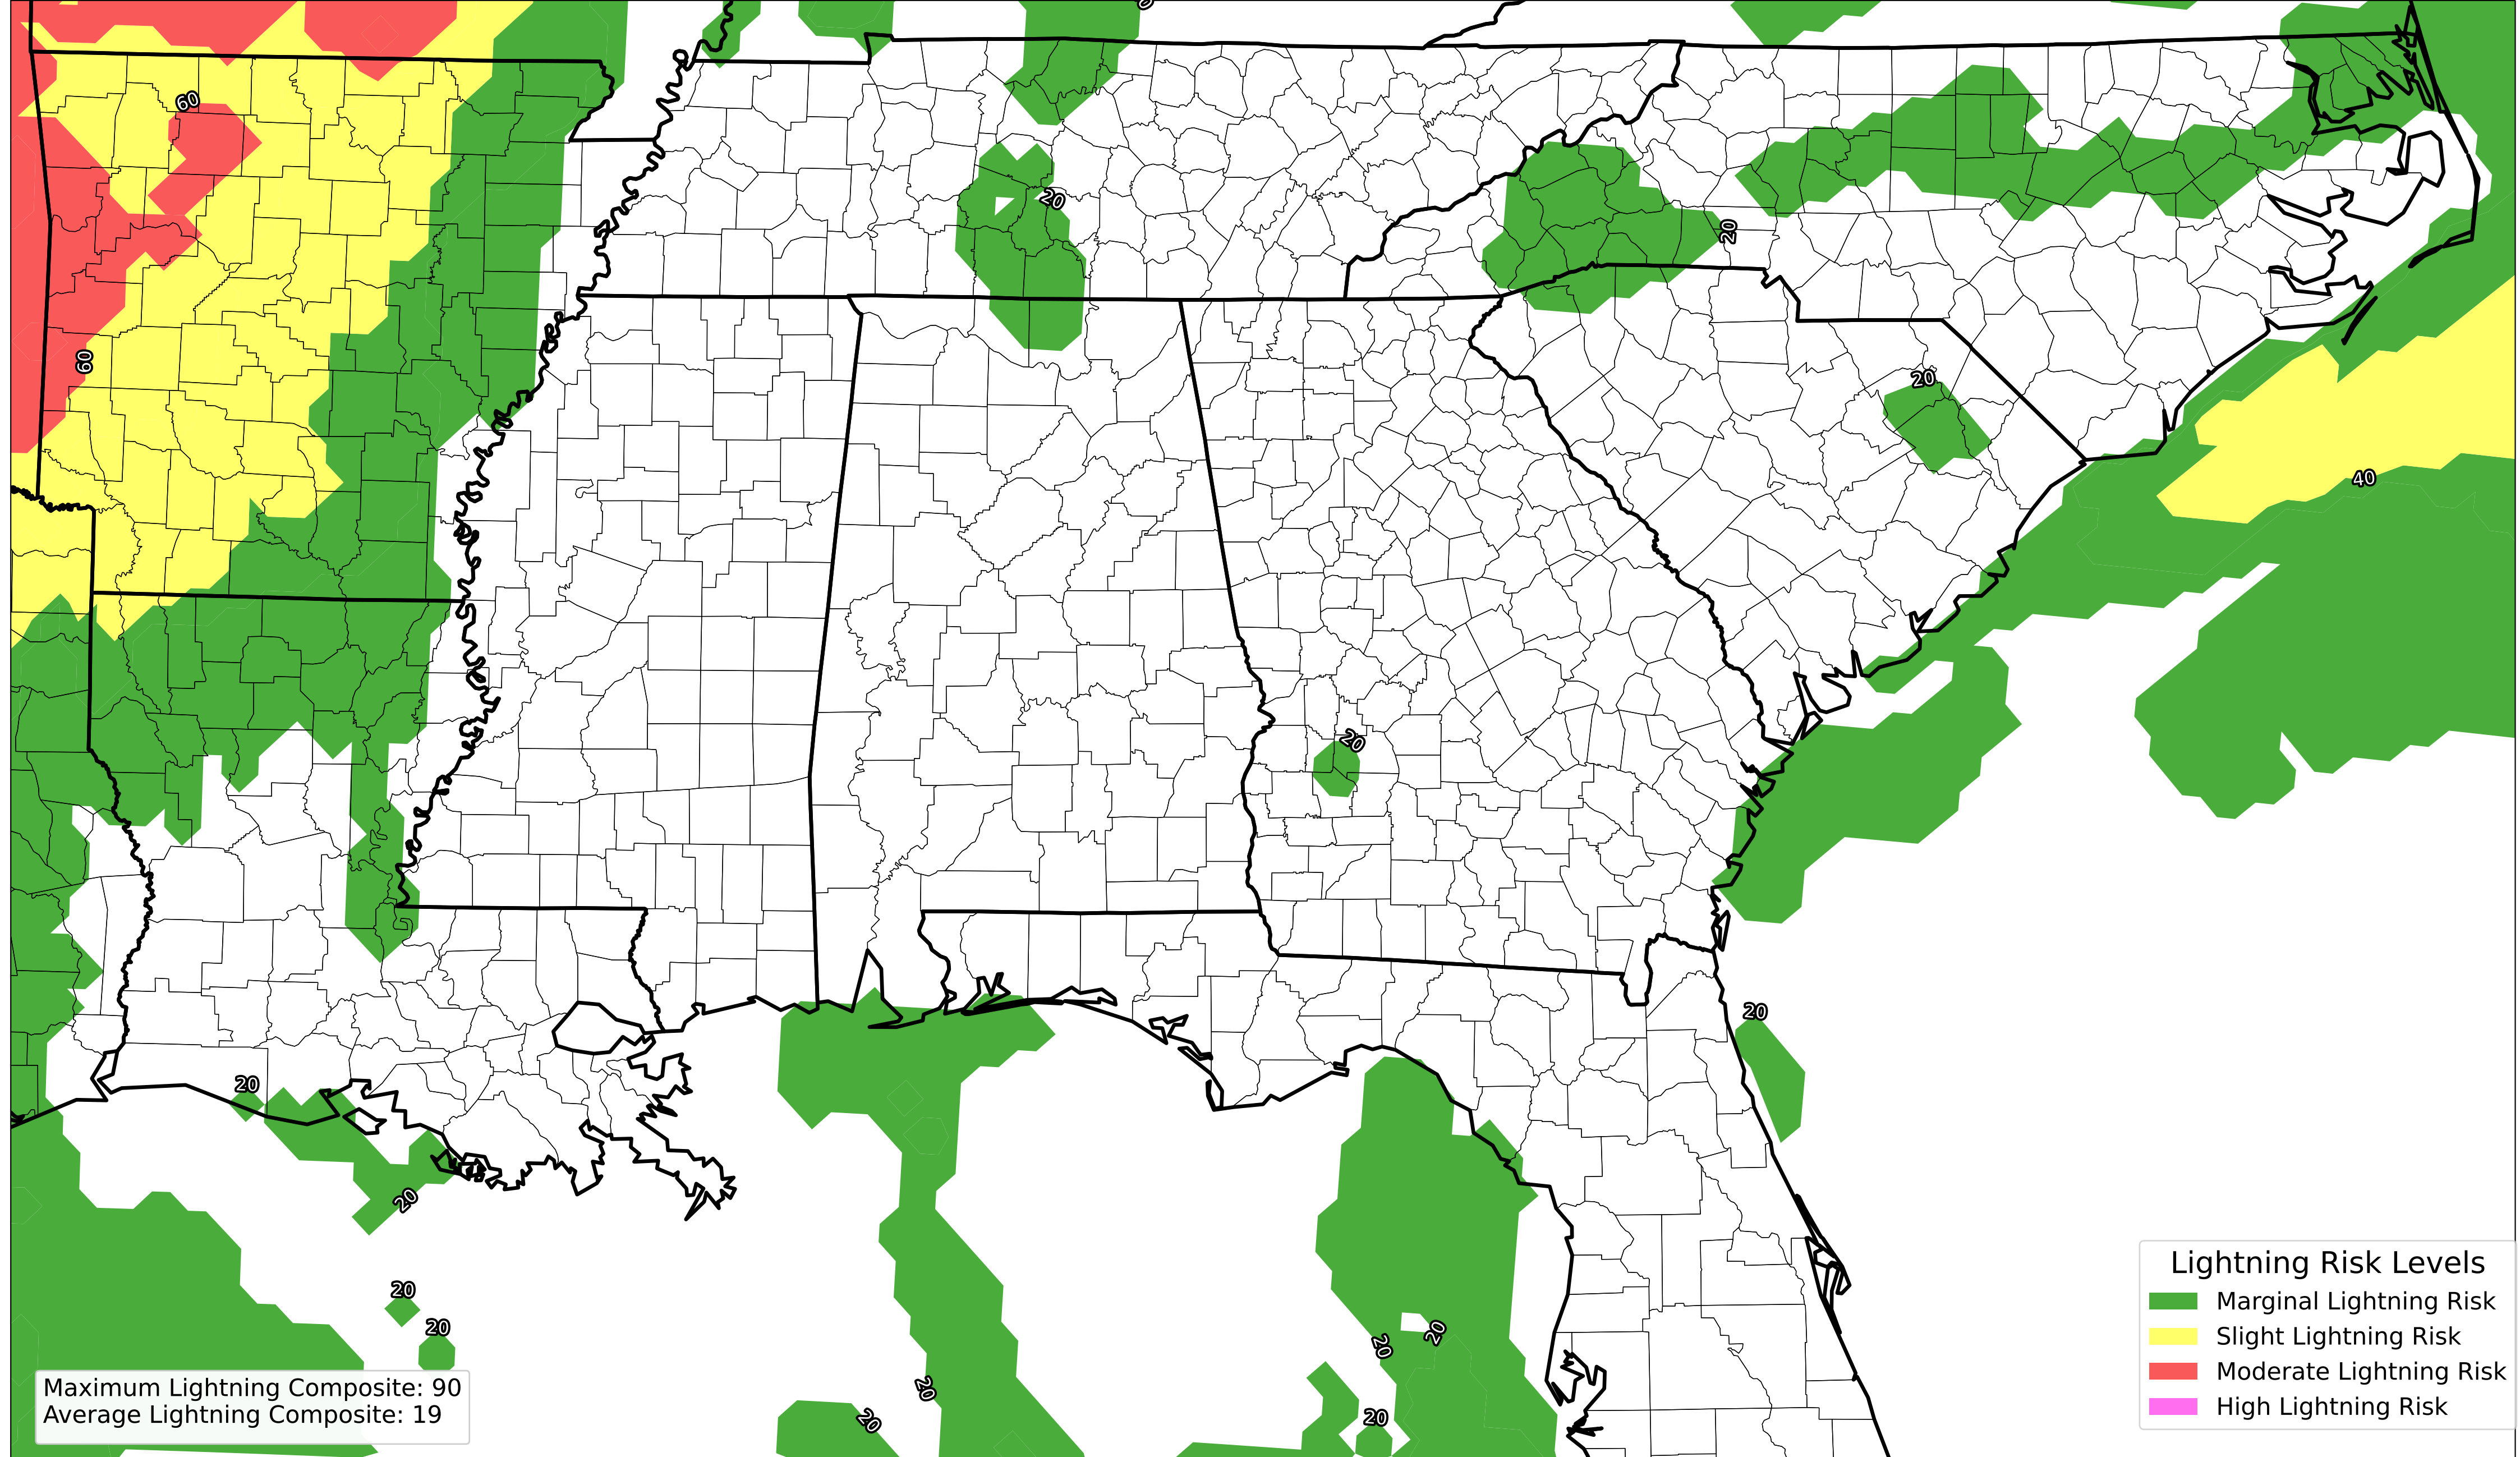 60
20
20
60
20
40
20
20
20
20
20
20
20
20
20
20
20
Lightning Risk Levels
Marginal Lightning Risk
Slight Lightning Risk
Moderate Lightning Risk
High Lightning Risk
Maximum Lightning Composite: 90
Average Lightning Composite: 19